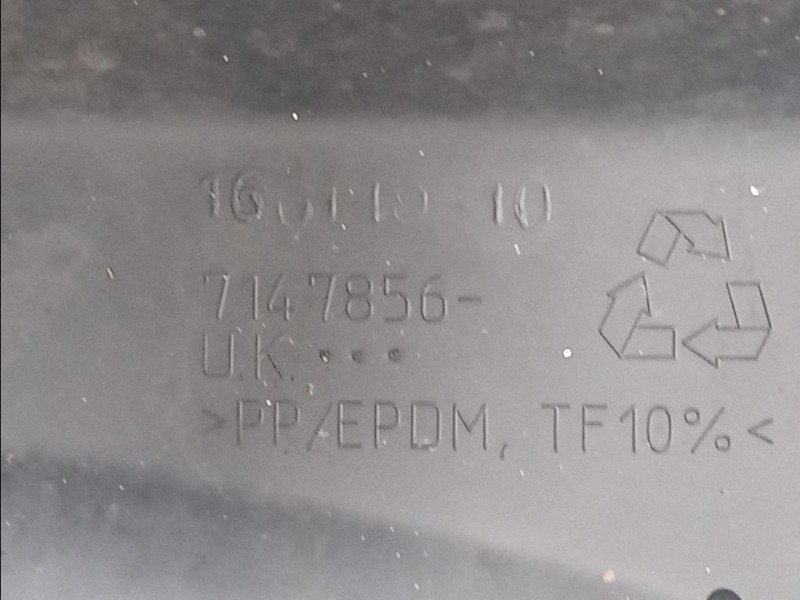 7147856-
U.K.
>PP/EPDM, TF10%<